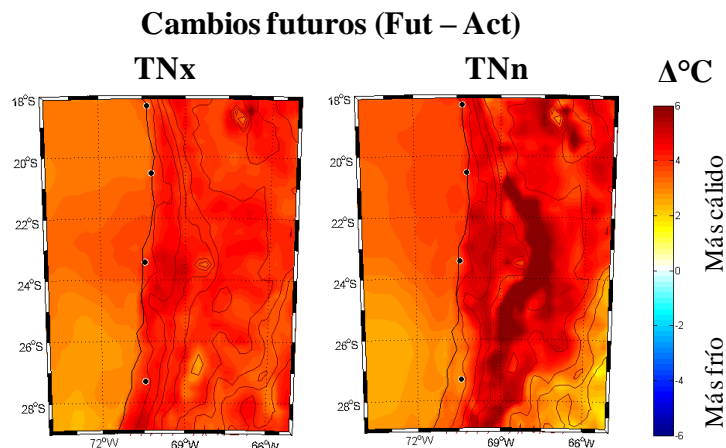 Cambios futuros (Fut – Act)
TNx
TNn
Δ°C
18°S
20°S
22°S
24°S
26°S
28°S
72°W
69°W
66°W
18°S
20°S
22°S
24°S
26°S
28°S
72°W
69°W
66°W
6
4
2
0
-2
-4
-6
Más cálido
Más frío